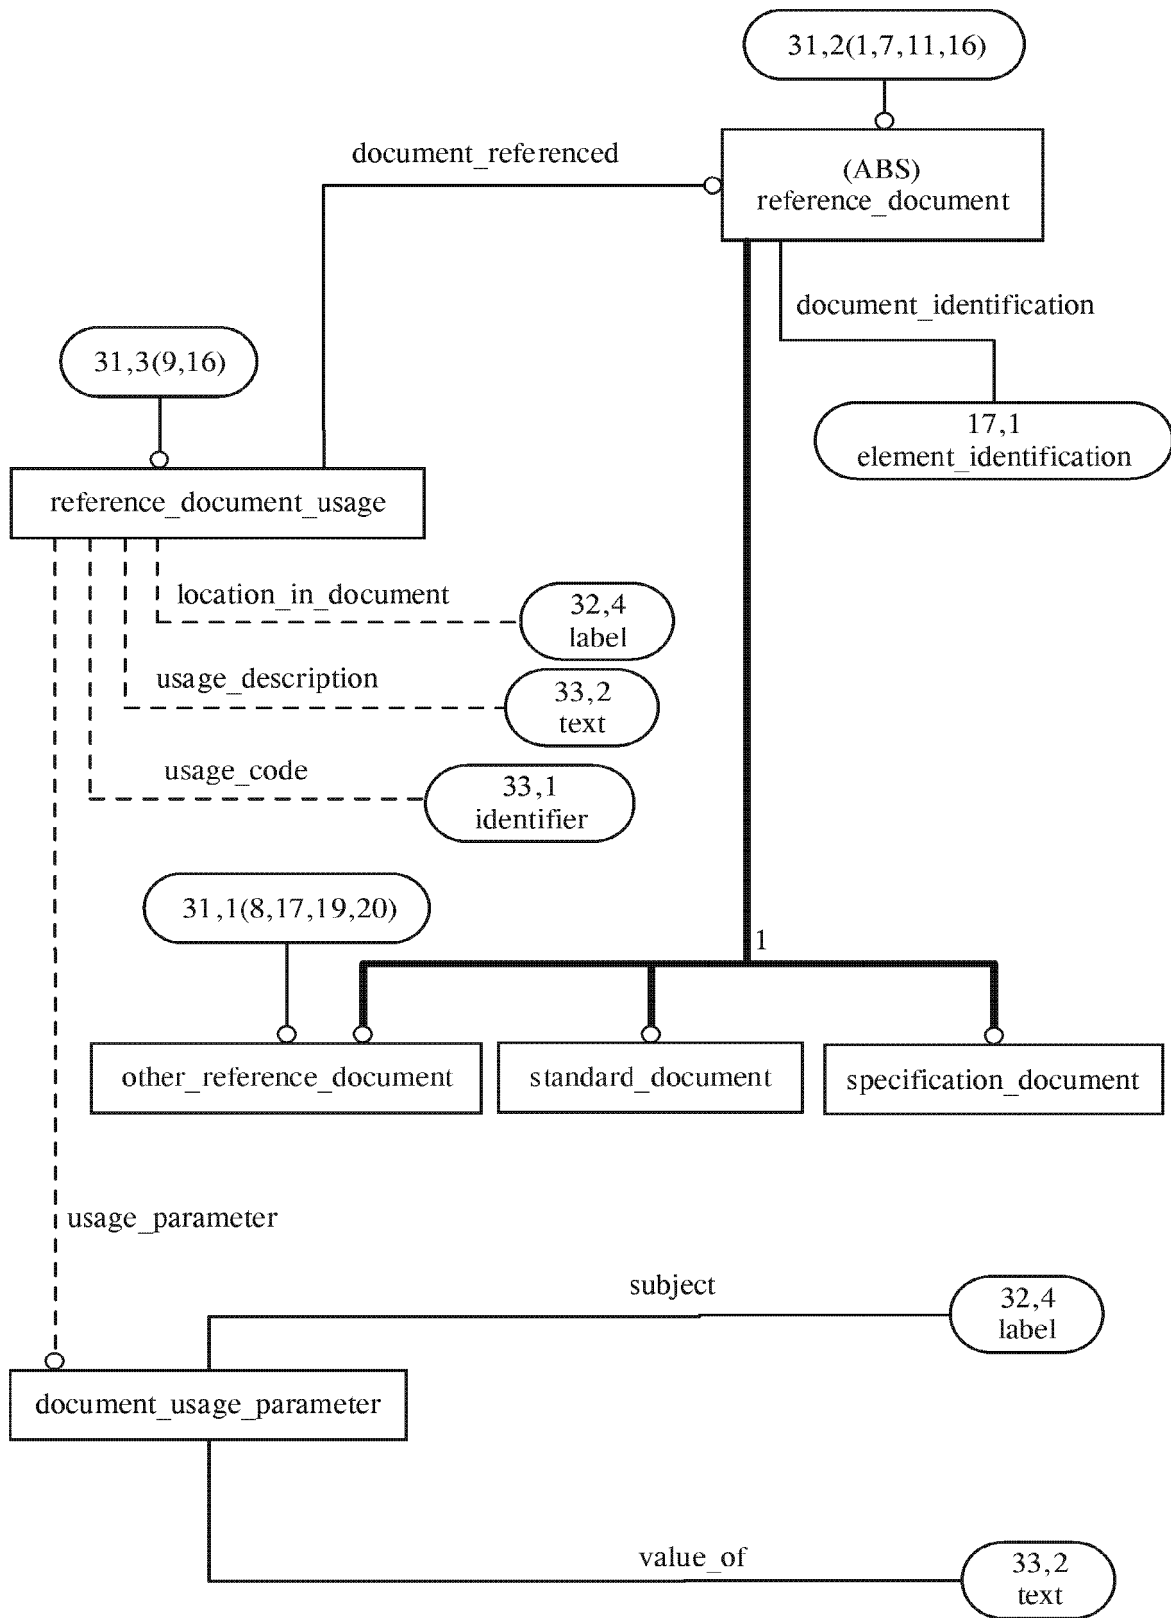 31,2(1,7,11,16)
document_referenced
(ABS)
reference_document
document_identification
31,3(9,16)
17,1
element_identification
reference_document_usage
location_in_document
32,4
label
usage_description
33,2
text
usage_code
33,1
identifier
31,1(8,17,19,20)
1
other_reference_document
standard_document
specification_document
usage_parameter
subject
32,4
label
document_usage_parameter
value_of
33,2
text